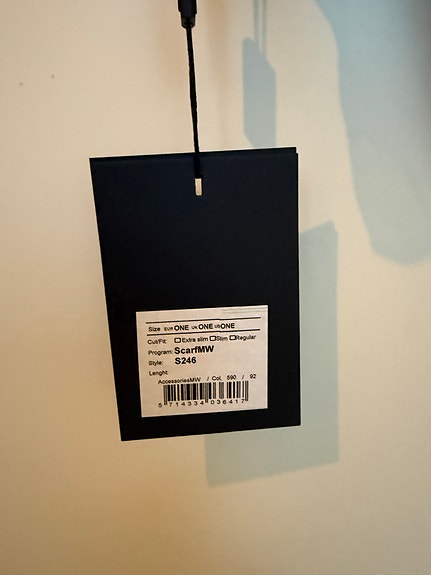 Size EUR ONE UK ONE US ONE
Cut/Fit: Extra slim Slim Regular
Program: ScarfMW
Style: S246
Lenght:
AccessoriesMW / Col. 590 / 92
5 714334 036417